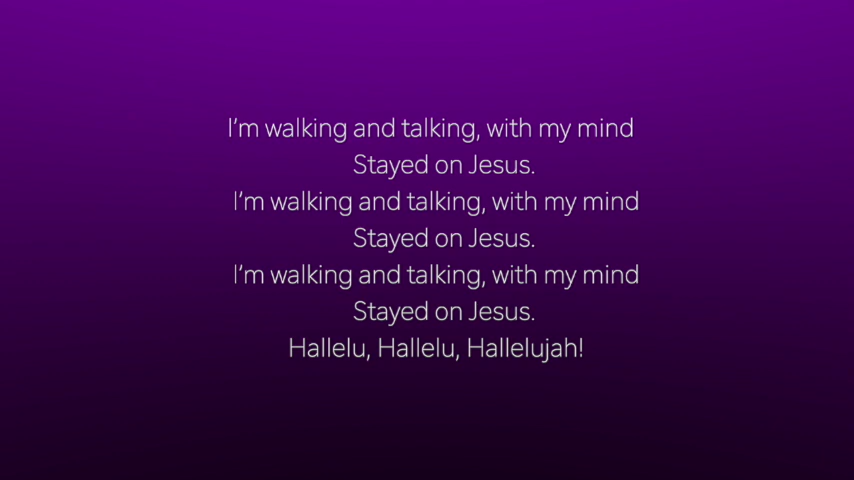 I'm walking and talking, with my mind
Stayed on Jesus.
I'm walking and talking, with my mind
Stayed on Jesus.
I'm walking and talking, with my mind
Stayed on Jesus.
Hallelu, Hallelu, Hallelujah!